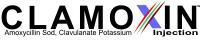 CLAMOXIN
Amoxycillin Sod, Clavulanate Potassium Injection